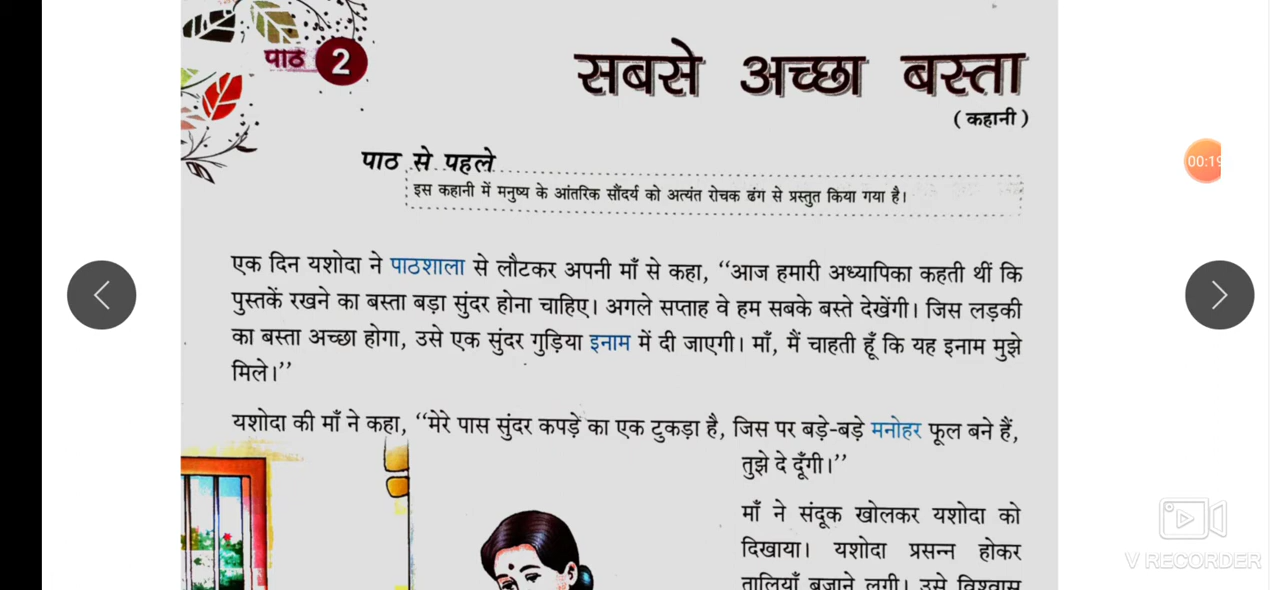 पाठ 2
सबसे अच्छा बस्ता
( कहानी )
पाठ से पहले
इस कहानी में मनुष्य के आंतरिक सौंदर्य को अत्यंत रोचक ढंग से प्रस्तुत किया गया है।
एक दिन यशोदा ने पाठशाला से लौटकर अपनी माँ से कहा, ‘‘आज हमारी अध्यापिका कहती थीं कि
पुस्तकें रखने का बस्ता बड़ा सुंदर होना चाहिए। अगले सप्ताह वे हम सबके बस्ते देखेंगी। जिस लड़की
का बस्ता अच्छा होगा, उसे एक सुंदर गुड़िया इनाम में दी जाएगी। माँ, मैं चाहती हूँ कि यह इनाम मुझे
मिले।’’
यशोदा की माँ ने कहा, ‘‘मेरे पास सुंदर कपड़े का एक टुकड़ा है, जिस पर बड़े-बड़े मनोहर फूल बने हैं,
तुझे दे दूँगी।’’
माँ ने संदूक खोलकर यशोदा को
दिखाया। यशोदा प्रसन्न होकर
तालियाँ बजाने लगी। उसे विश्वास
00:19
V RECORDER